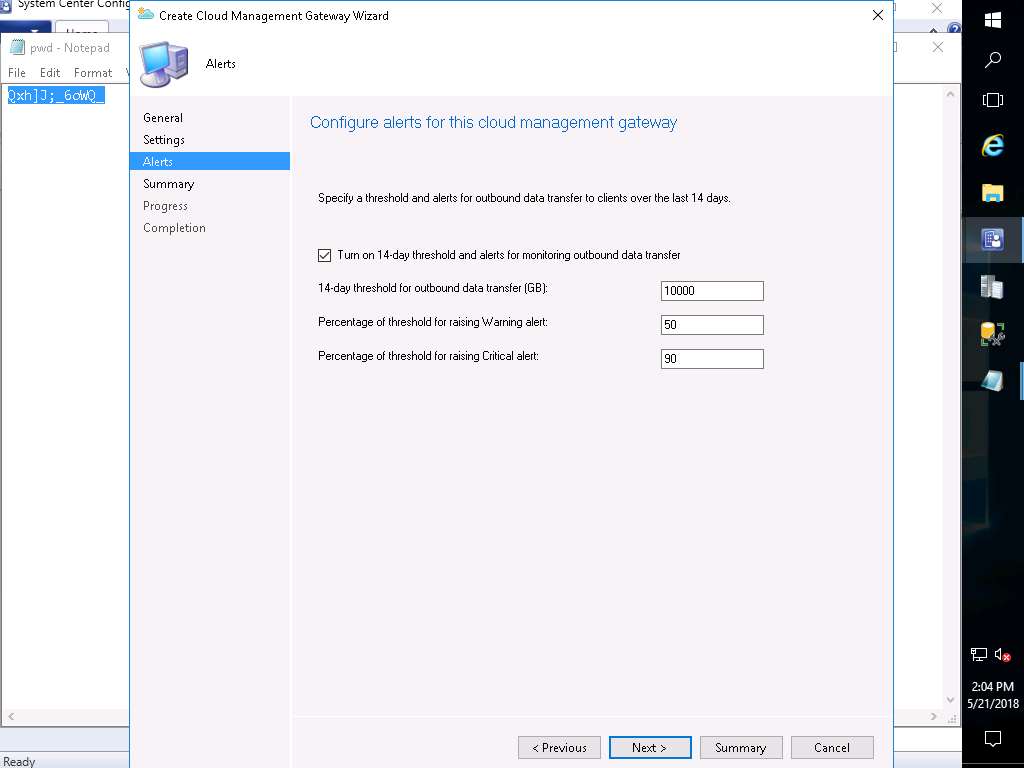 System Center Config
Home
pwd - Notepad
File Edit Format
Create Cloud Management Gateway Wizard
Alerts
General
Settings
Alerts
Summary
Progress
Completion
Configure alerts for this cloud management gateway
Specify a threshold and alerts for outbound data transfer to clients over the last 14 days.
Turn on 14-day threshold and alerts for monitoring outbound data transfer
14-day threshold for outbound data transfer (GB): 10000
Percentage of threshold for raising Warning alert: 50
Percentage of threshold for raising Critical alert: 90
< Previous Next > Summary Cancel
Ready
2:04 PM
5/21/2018